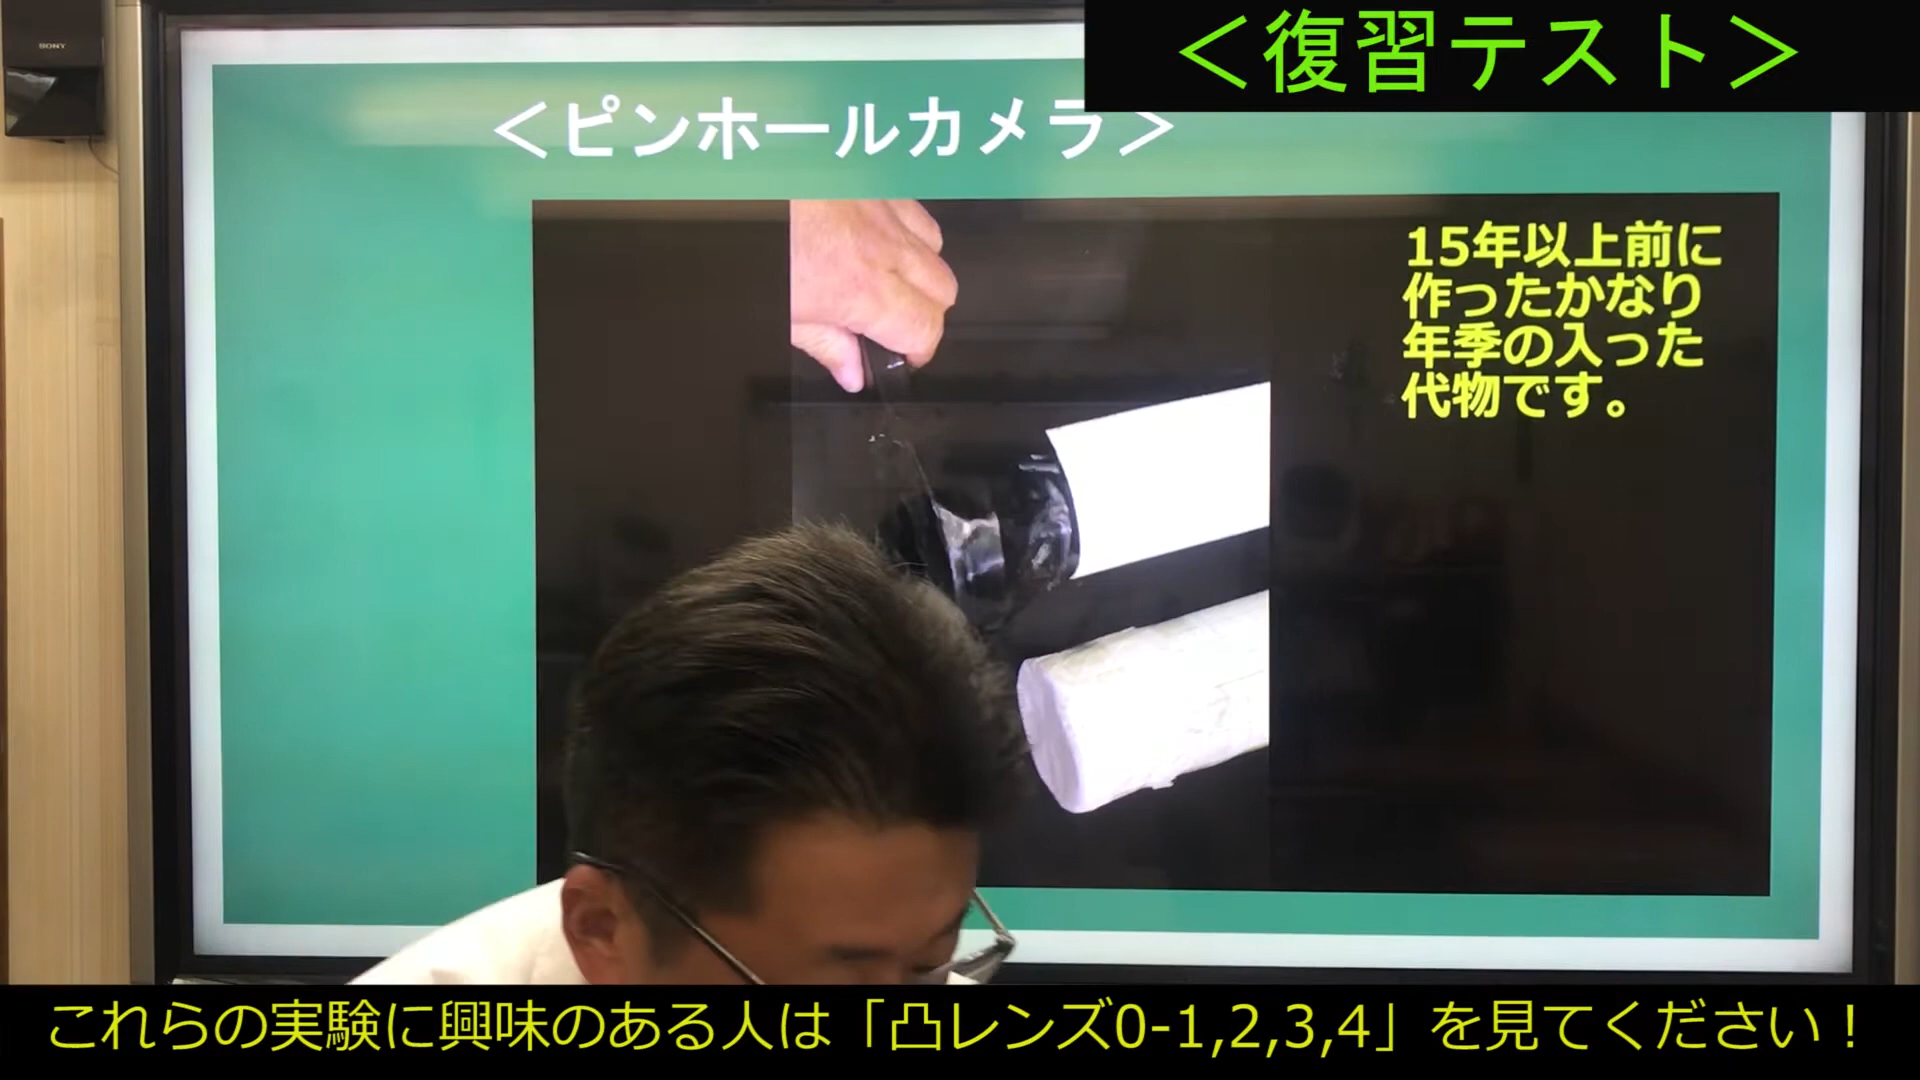 SONY
＜復習テスト＞
＜ピンホールカメラ＞
15年以上前に
作ったかなり
年季の入った
代物です。
これらの実験に興味のある人は「凸レンズ0-1,2,3,4」を見てください！